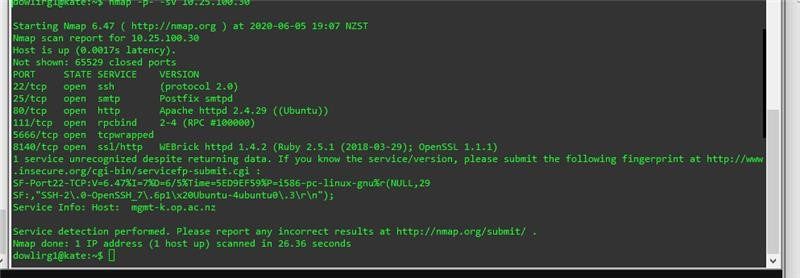 dowlirg1@kate:~$ nmap -p- -sV 10.25.100.30
Starting Nmap 6.47 ( http://nmap.org ) at 2020-06-05 19:07 NZST
Nmap scan report for 10.25.100.30
Host is up (0.0017s latency).
Not shown: 65529 closed ports
PORT     STATE SERVICE    VERSION
22/tcp   open  ssh        (protocol 2.0)
25/tcp   open  smtp       Postfix smtpd
80/tcp   open  http       Apache httpd 2.4.29 ((Ubuntu))
111/tcp  open  rpcbind    2-4 (RPC #100000)
5666/tcp open  tcpwrapped
8140/tcp open  ssl/http   WEBrick httpd 1.4.2 (Ruby 2.5.1 (2018-03-29); OpenSSL 1.1.1)
1 service unrecognized despite returning data. If you know the service/version, please submit the following fingerprint at http://www
.insecure.org/cgi-bin/servicefp-submit.cgi :
SF-Port22-TCP:V=6.47%I=7%D=6/5%Time=5ED9EF59%P=i586-pc-linux-gnu%r(NULL,29
SF:,"SSH-2\.0-OpenSSH_7\.6p1\x20Ubuntu-4ubuntu0\.3\r\n");
Service Info: Host:  mgmt-k.op.ac.nz
Service detection performed. Please report any incorrect results at http://nmap.org/submit/ .
Nmap done: 1 IP address (1 host up) scanned in 26.36 seconds
dowlirg1@kate:~$